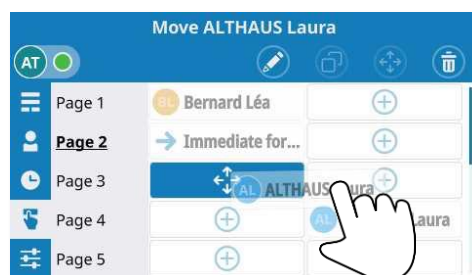 Move ALTHAUS Laura
AT
Page 1
BL Bernard Léa
Page 2
Immediate for...
Page 3
AL ALTHAUS Laura
Page 4
AL Laura
Page 5